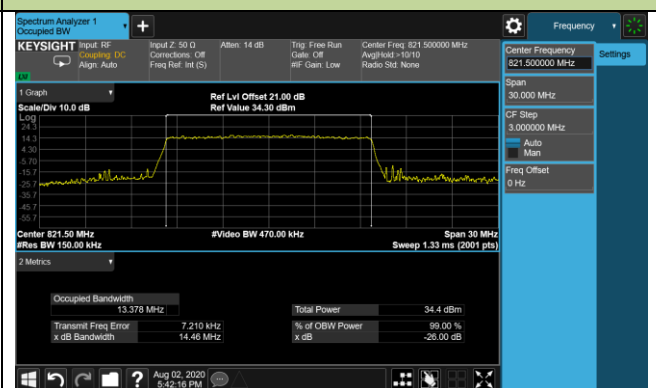 Spectrum Analyzer 1
Occupied BW
Frequency
KEYSIGHT
Input: RF
Coupling: DC
Align: Auto
Input Z: 50 Ω
Corrections: Off
Freq Ref: Int (S)
Atten: 14 dB
Trig: Free Run
Gate: Off
#IF Gain: Low
Center Freq: 821.500000 MHz
Avg|Hold:>10/10
Radio Std: None
Center Frequency
821.500000 MHz
Settings
Span
30.000 MHz
CF Step
3.000000 MHz
Auto
Man
Freq Offset
0 Hz
1 Graph
Scale/Div 10.0 dB
Ref Lvl Offset 21.00 dB
Ref Value 34.30 dBm
Log
24.3
14.3
4.30
-5.70
-15.7
-25.7
-35.7
-45.7
-55.7
Center 821.50 MHz
#Res BW 150.00 kHz
#Video BW 470.00 kHz
Span 30 MHz
Sweep 1.33 ms (2001 pts)
2 Metrics
Occupied Bandwidth
13.378 MHz
Total Power 34.4 dBm
Transmit Freq Error 7.210 kHz
% of OBW Power 99.00 %
x dB Bandwidth 14.46 MHz
x dB -26.00 dB
Aug 02, 2020
5:42:16 PM